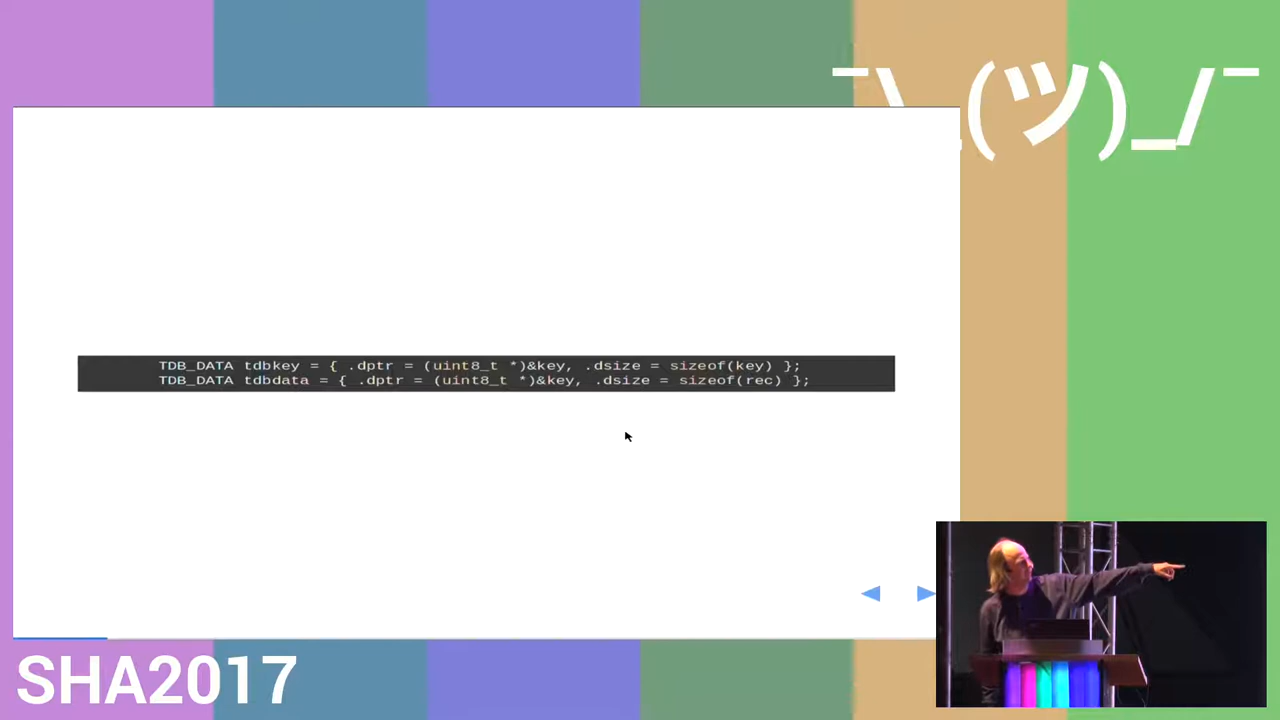 ¯\_(ツ)_/¯
TDB_DATA tdbkey = { .dptr = (uint8_t *)&key, .dsize = sizeof(key) };
TDB_DATA tdbdata = { .dptr = (uint8_t *)&key, .dsize = sizeof(rec) };
SHA2017